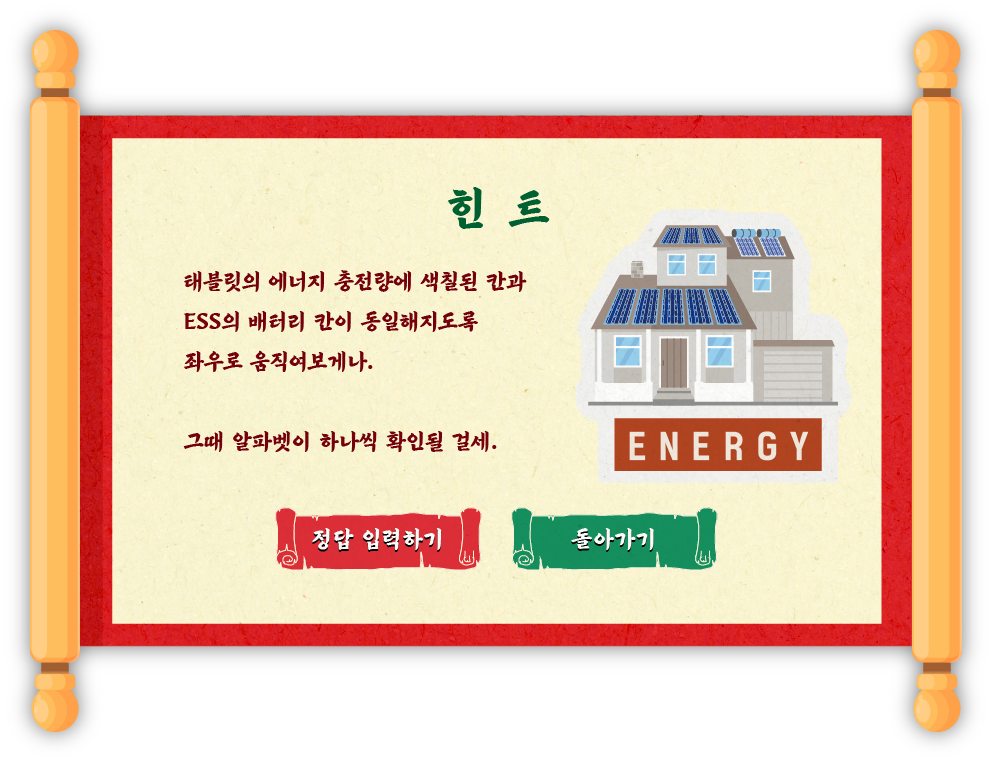 힌 트
태블릿의 에너지 충전량에 색칠된 칸과
ESS의 배터리 칸이 동일해지도록
좌우로 움직여보게나.
그때 알파벳이 하나씩 확인될 걸세.
ENERGY
정답 입력하기
돌아가기